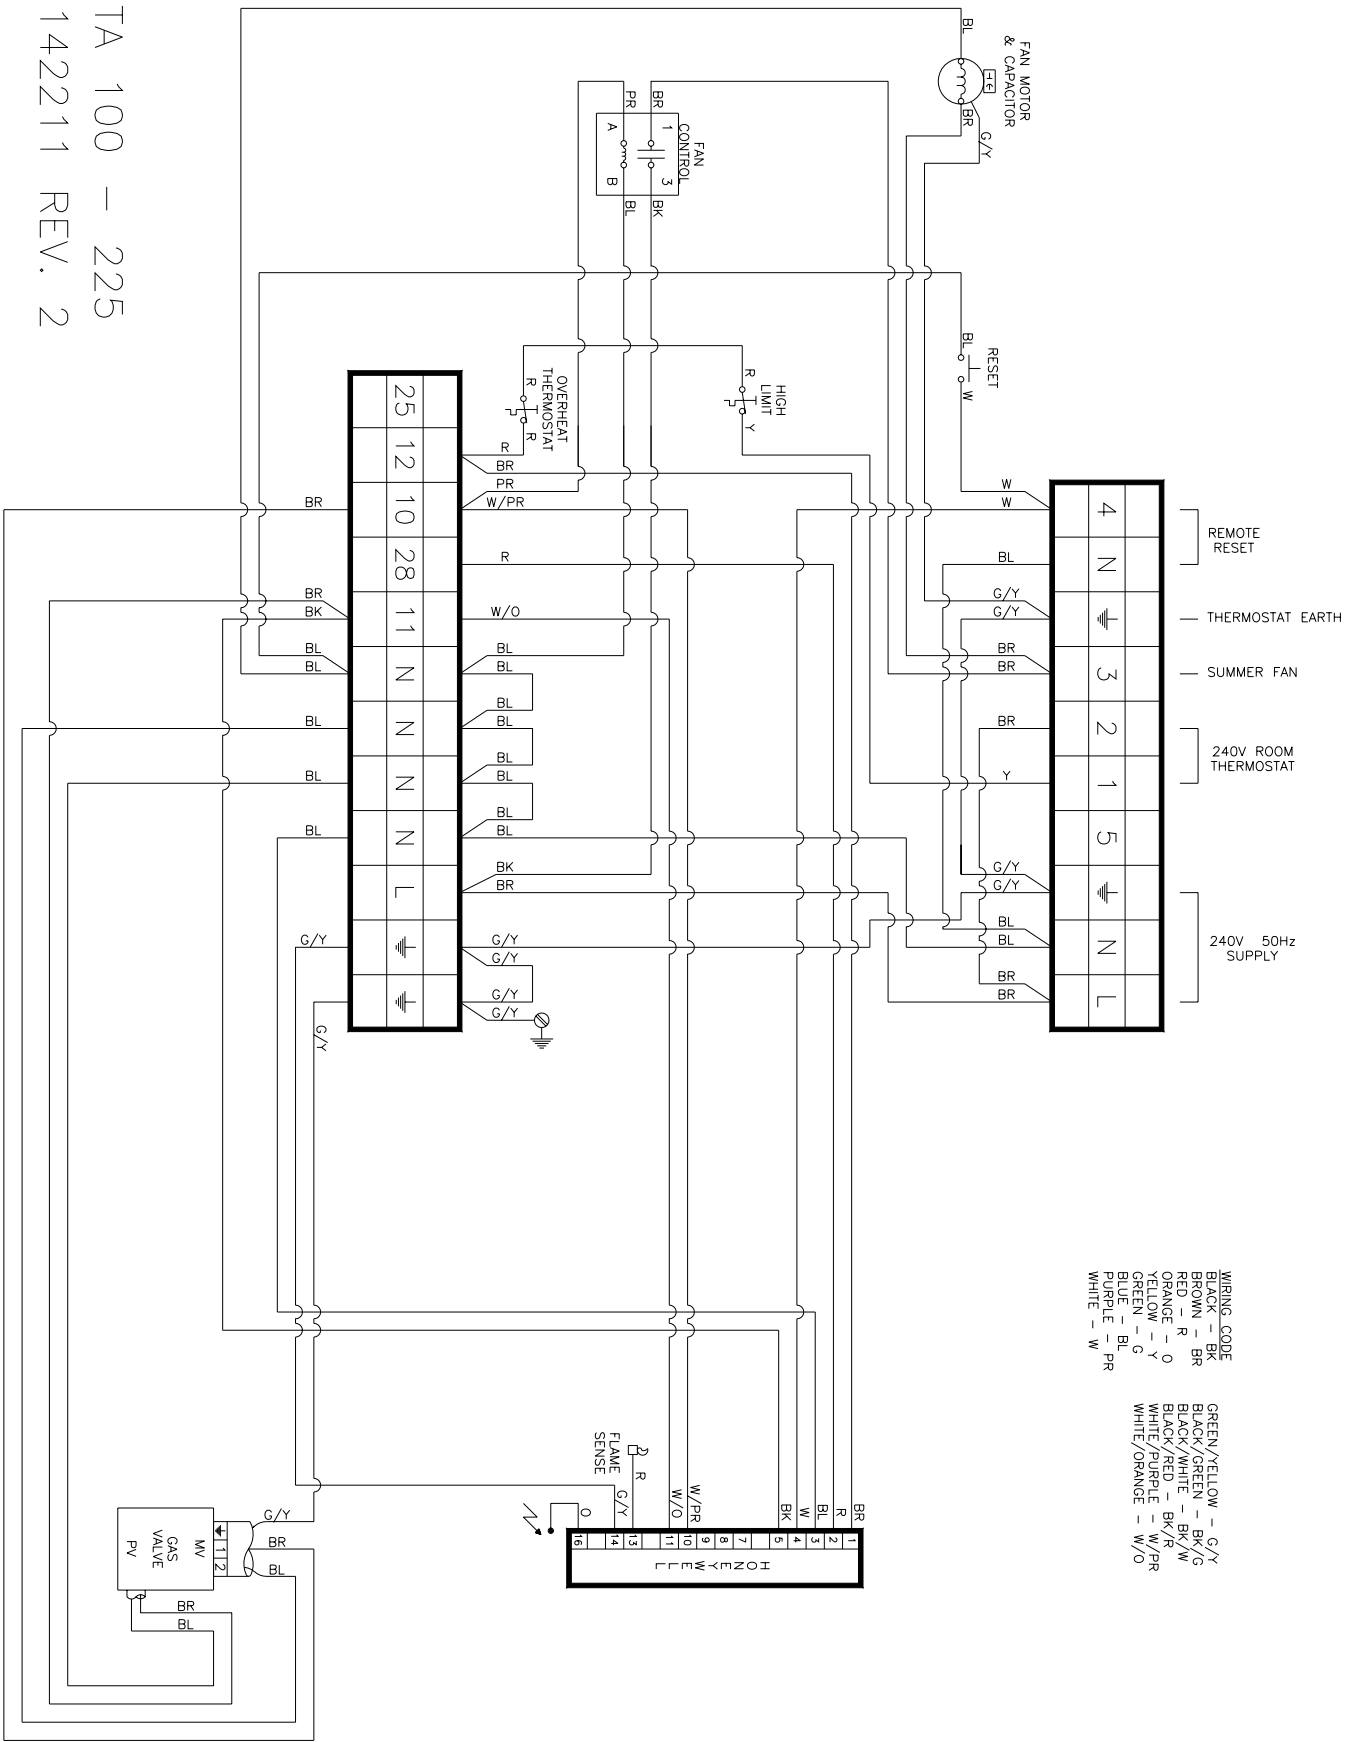 TA 100 - 225
142211 REV. 2
FAN MOTOR
& CAPACITOR
BL
BR
G/Y
FAN
CONTROL
BR
PR
1
3
A
B
BK
BL
RESET
BL
W
HIGH
LIMIT
R
Y
OVERHEAT
THERMOSTAT
R
R
25
12
10
28
11
N
N
N
N
L
R
BR
PR
W/PR
R
W/O
BL
BL
BL
BL
BL
BL
BL
BL
BK
BR
G/Y
G/Y
G/Y
G/Y
BR
BR
BK
BL
BL
BL
BL
BL
G/Y
G/Y
4
N
3
2
1
5
N
L
W
W
BL
G/Y
G/Y
BR
BR
BR
Y
G/Y
G/Y
BL
BL
BR
BR
REMOTE
RESET
THERMOSTAT EARTH
SUMMER FAN
240V ROOM
THERMOSTAT
240V 50Hz
SUPPLY
WIRING CODE
BLACK - BK
BROWN - BR
RED - R
ORANGE - O
YELLOW - Y
GREEN - G
BLUE - BL
PURPLE - PR
WHITE - W
GREEN/YELLOW - G/Y
BLACK/GREEN - BK/G
BLACK/WHITE - BK/W
BLACK/RED - BK/R
WHITE/PURPLE - W/PR
WHITE/ORANGE - W/O
FLAME
SENSE
R
O
G/Y
W/O
W/PR
BK
W
BL
R
BR
16
14
13
11
10
9
8
7
5
4
3
2
1
HONEYWELL
GAS
VALVE
MV
PV
1
2
G/Y
BR
BL
BR
BL